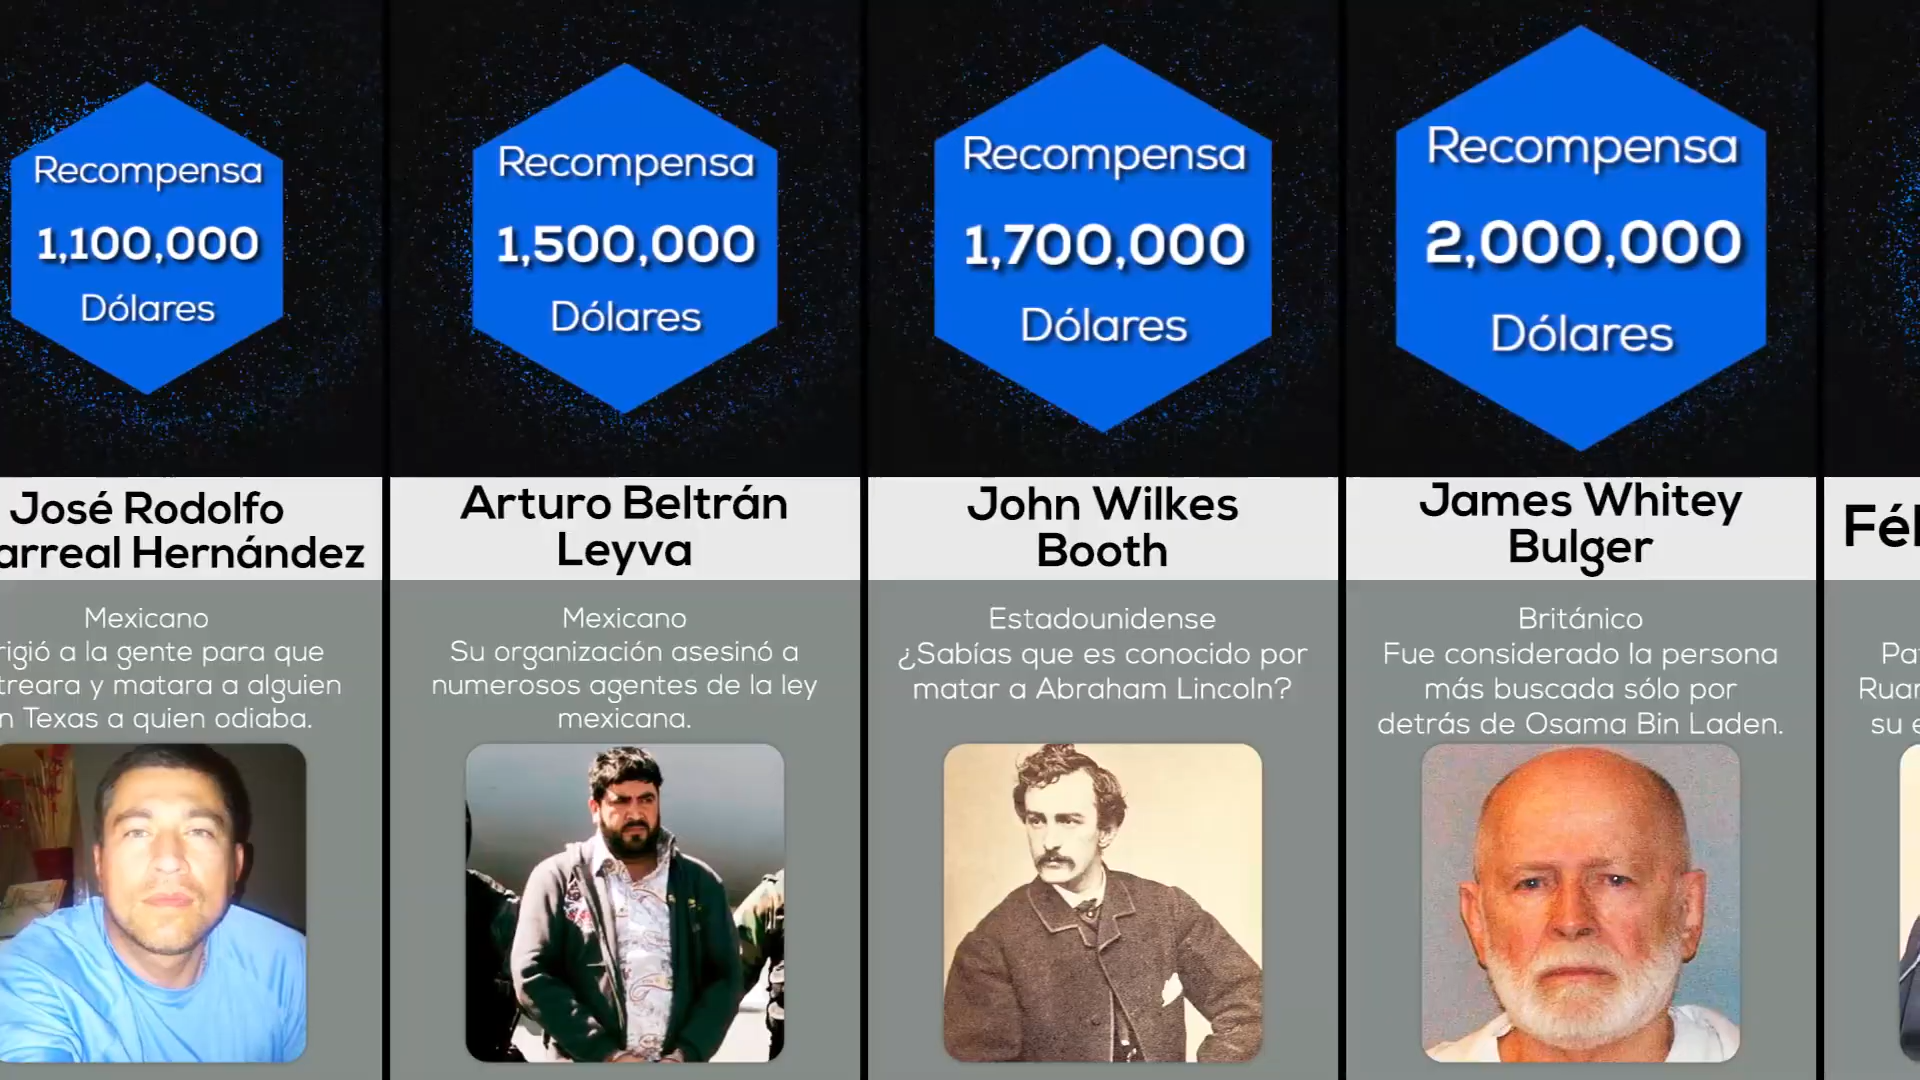 Recompensa
1,100,000
Dólares
José Rodolfo
arreal Hernández
Mexicano
rigió a la gente para que
treara y matara a alguien
n Texas a quien odiaba.
Recompensa
1,500,000
Dólares
Arturo Beltrán
Leyva
Mexicano
Su organización asesinó a
numerosos agentes de la ley
mexicana.
Recompensa
1,700,000
Dólares
John Wilkes
Booth
Estadounidense
¿Sabías que es conocido por
matar a Abraham Lincoln?
Recompensa
2,000,000
Dólares
James Whitey
Bulger
Británico
Fue considerado la persona
más buscada sólo por
detrás de Osama Bin Laden.
Fél
Pa
Ruan
su e